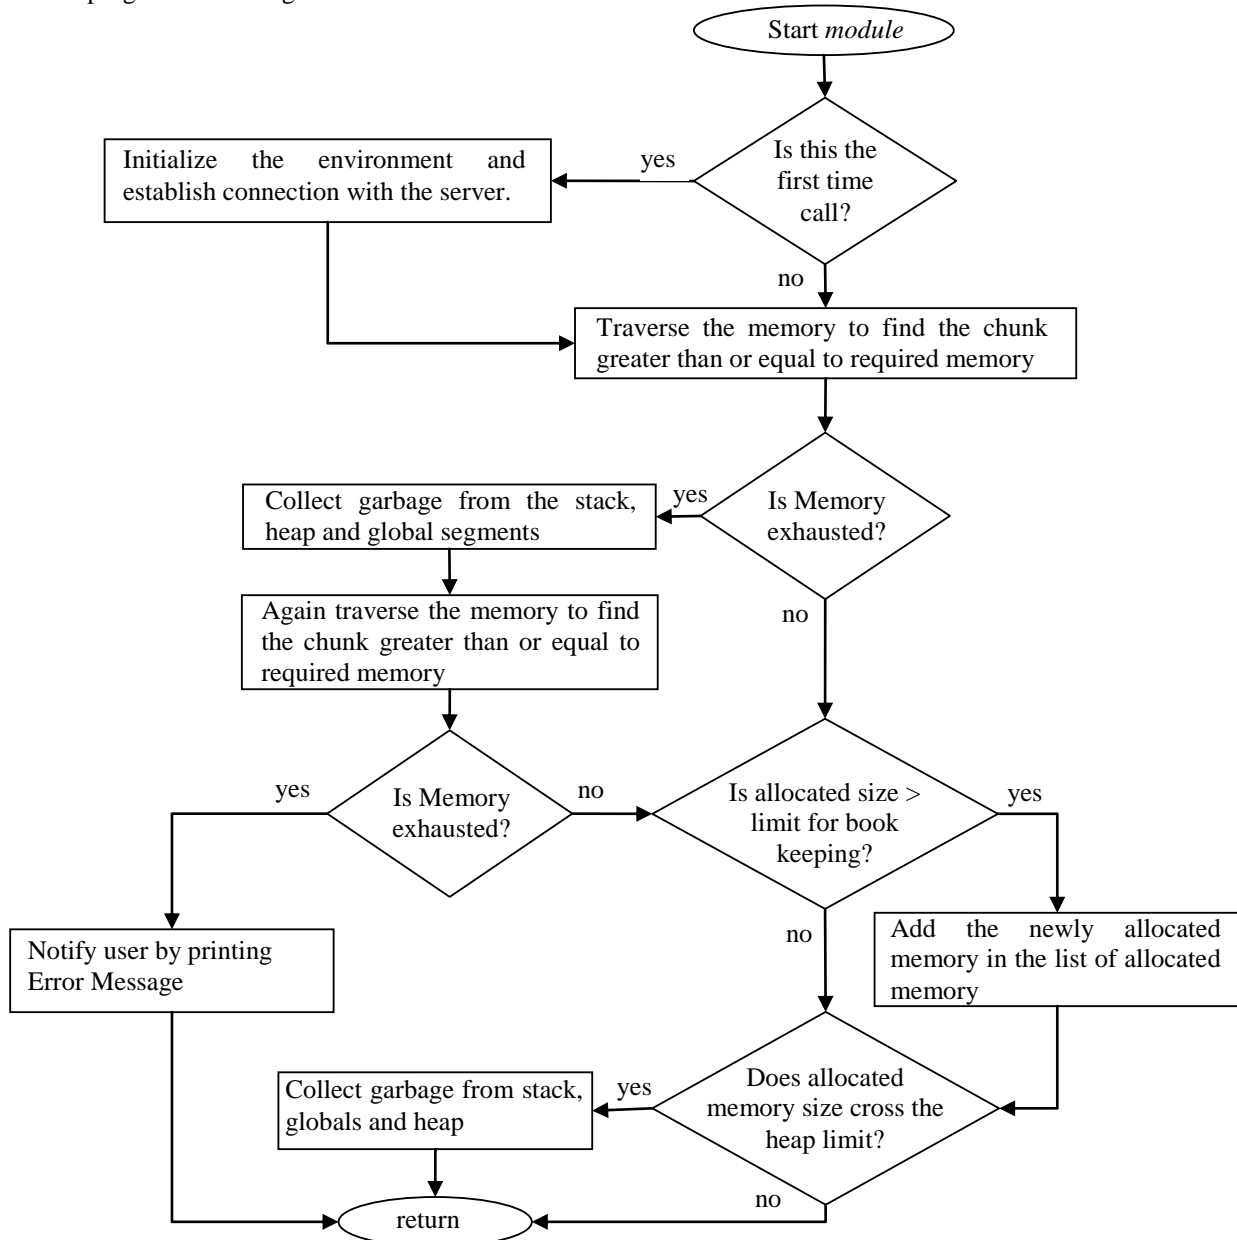 Start module
Is this the
first time
call?
yes
Initialize the environment and
establish connection with the server.
no
Traverse the memory to find the chunk
greater than or equal to required memory
Is Memory
exhausted?
yes
Collect garbage from the stack,
heap and global segments
no
Again traverse the memory to find
the chunk greater than or equal to
required memory
Is Memory
exhausted?
yes
no
Is allocated size >
limit for book
keeping?
yes
no
Notify user by printing
Error Message
Add the newly allocated
memory in the list of allocated
memory
Does allocated
memory size cross the
heap limit?
yes
Collect garbage from stack,
globals and heap
no
return